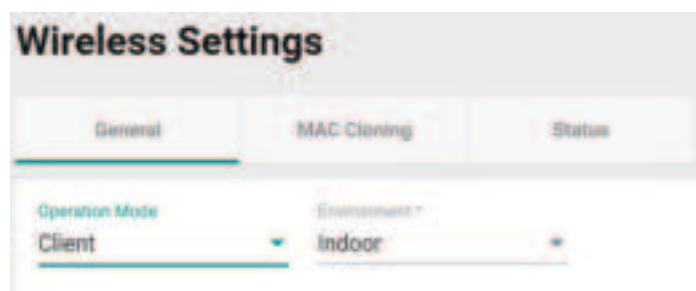 Wireless Settings
General MAC Cloning Status
Operation Mode Environment *
Client Indoor